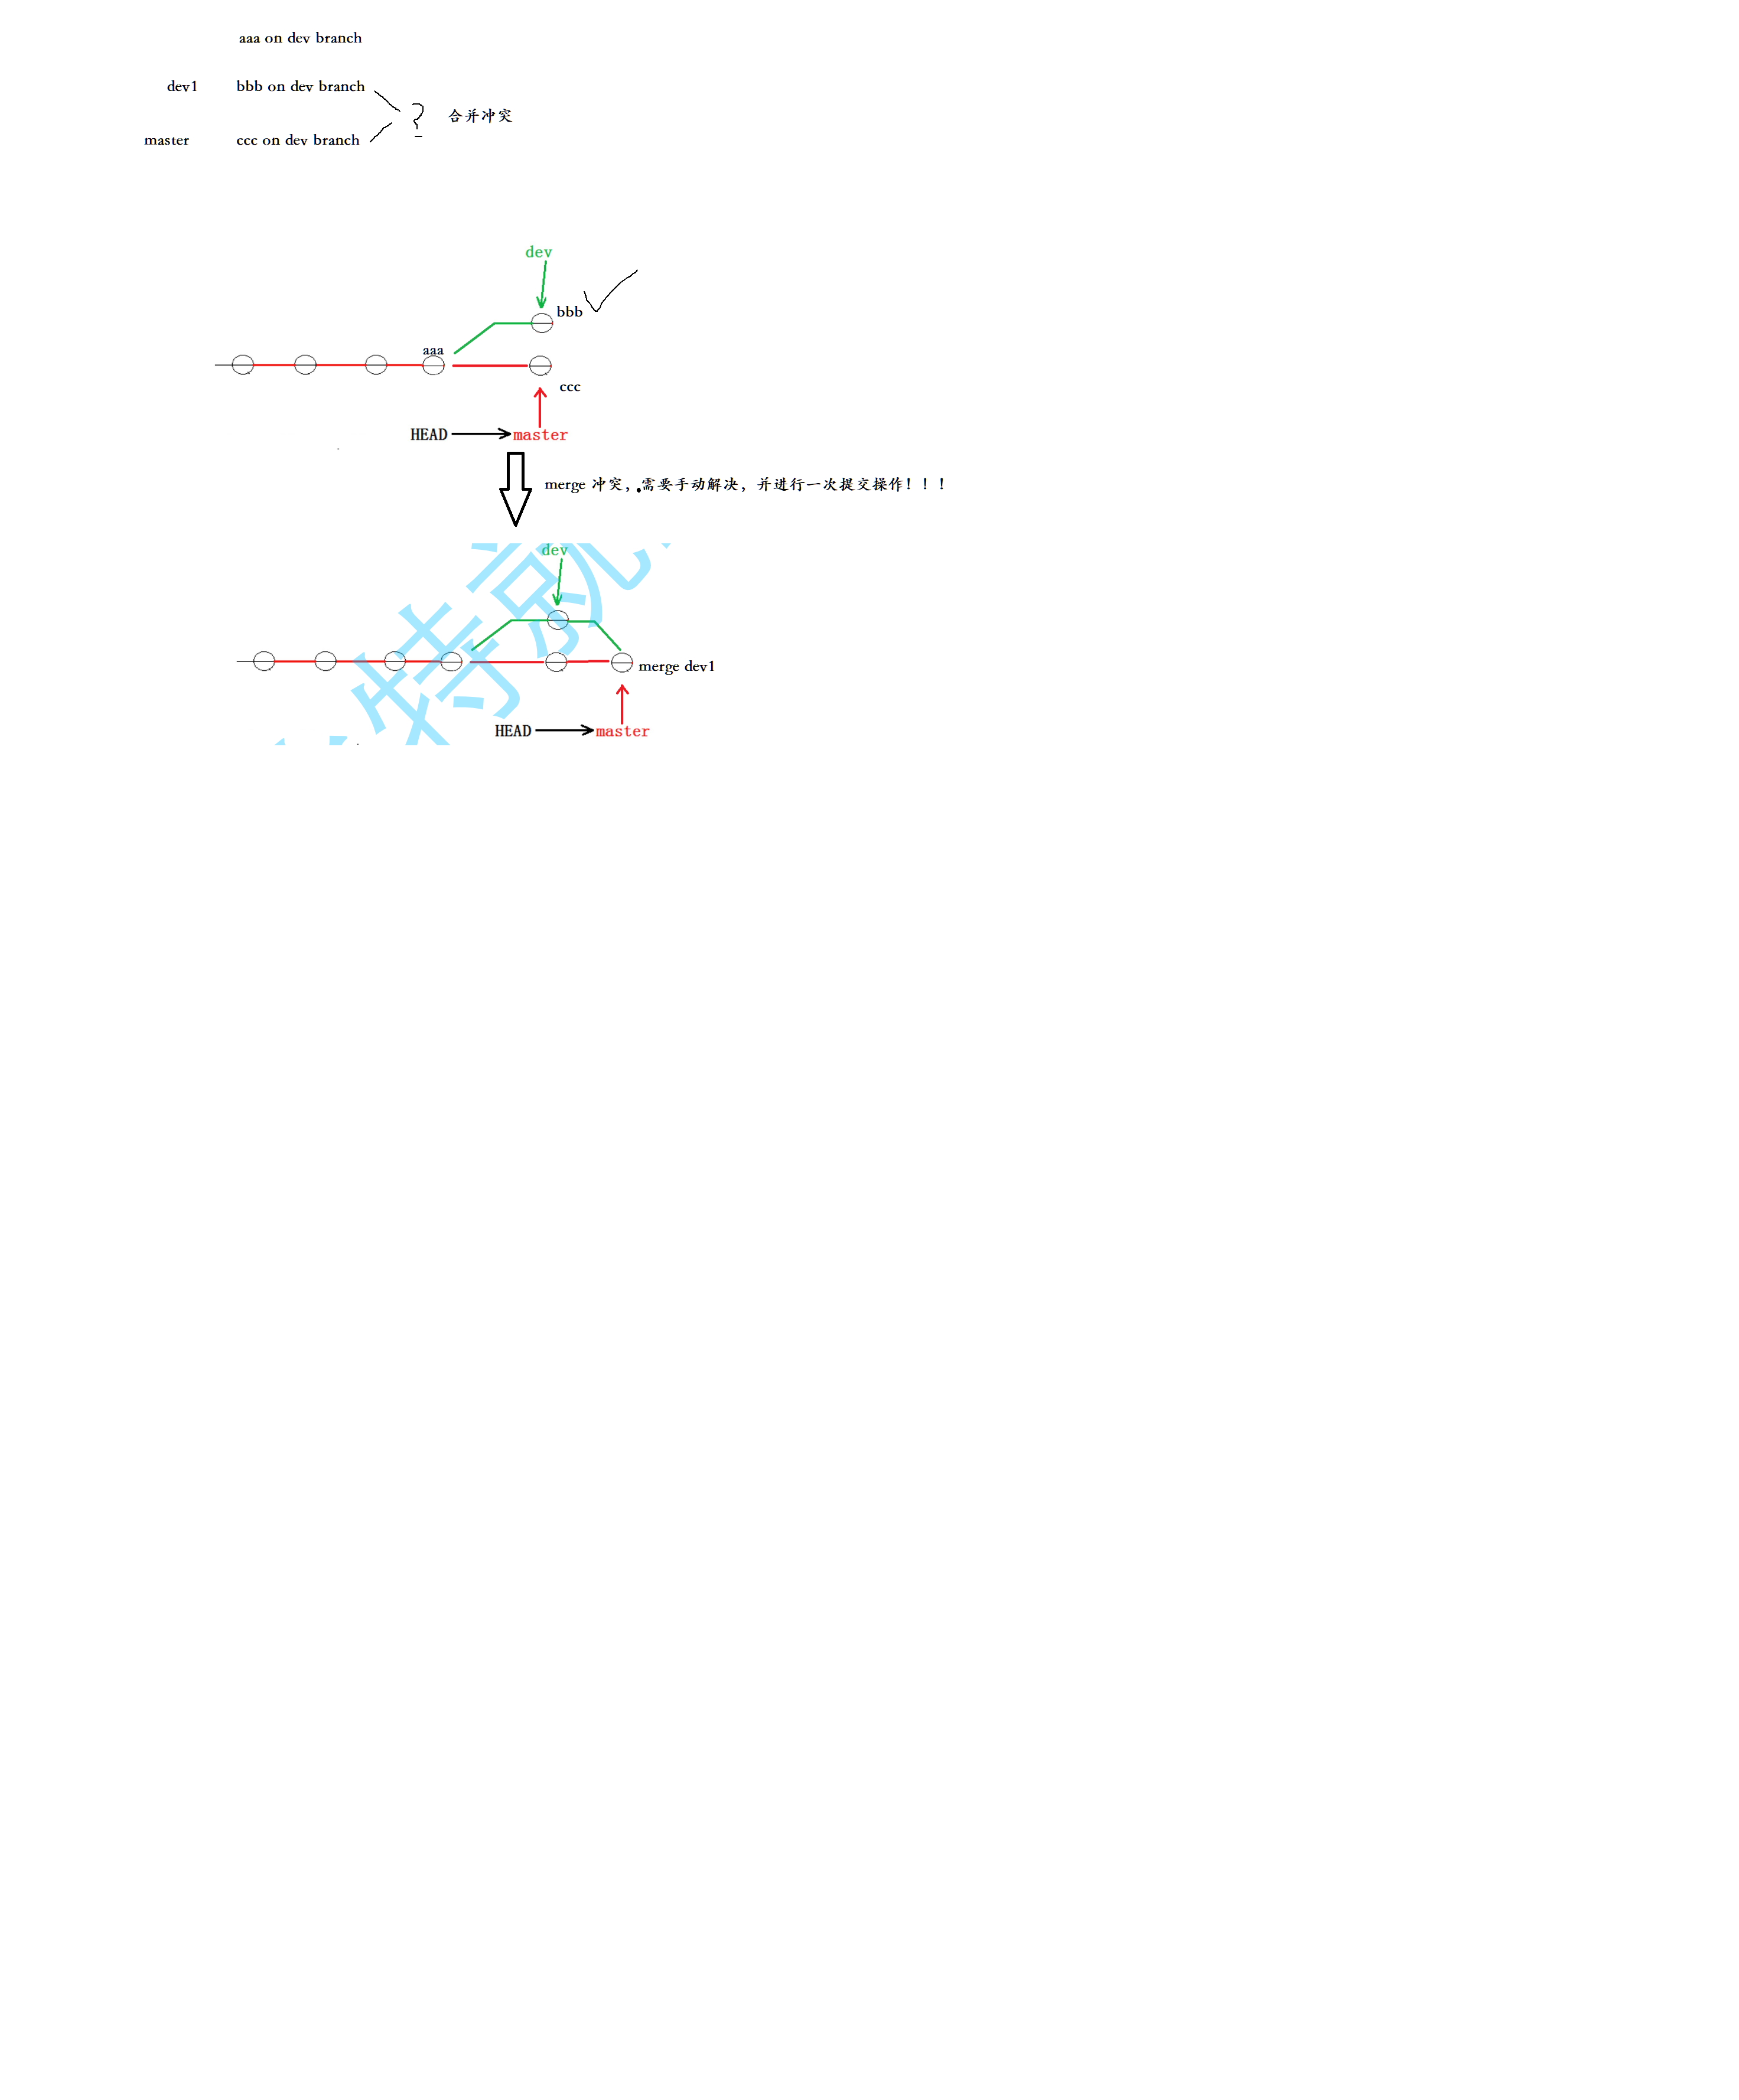 aaa on dev branch
dev1 bbb on dev branch
? 合并冲突
master ccc on dev branch
dev
bbb
aaa
ccc
HEAD master
merge 冲突, 需要手动解决, 并进行一次提交操作! ! !
dev
merge dev1
HEAD master
特就